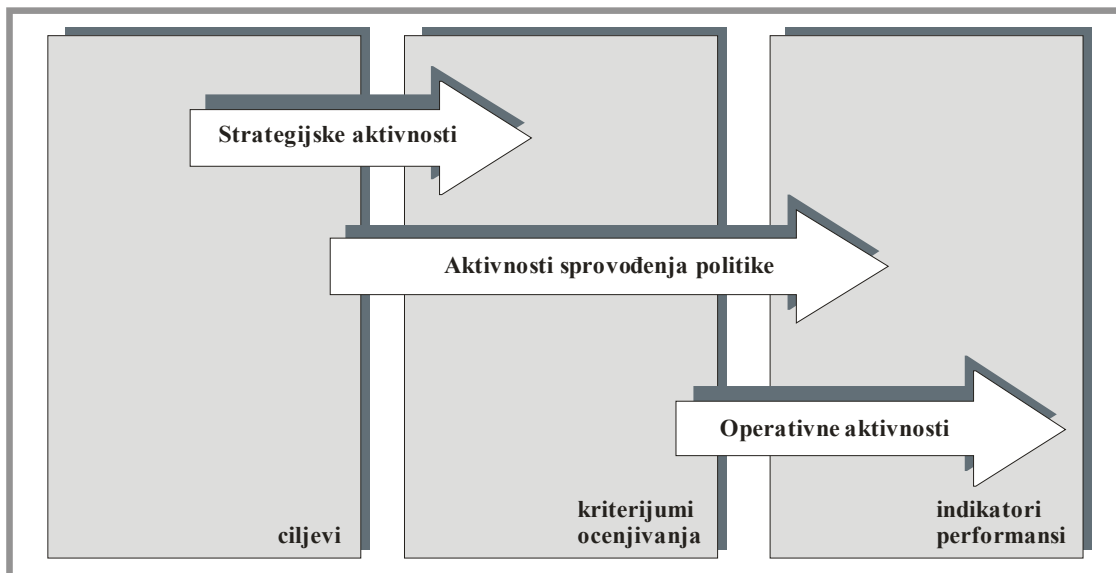 Strategijske aktivnosti
Aktivnosti sprovođenja politike
Operativne aktivnosti
ciljevi
kriterijumi
ocenjivanja
indikatori
performansi